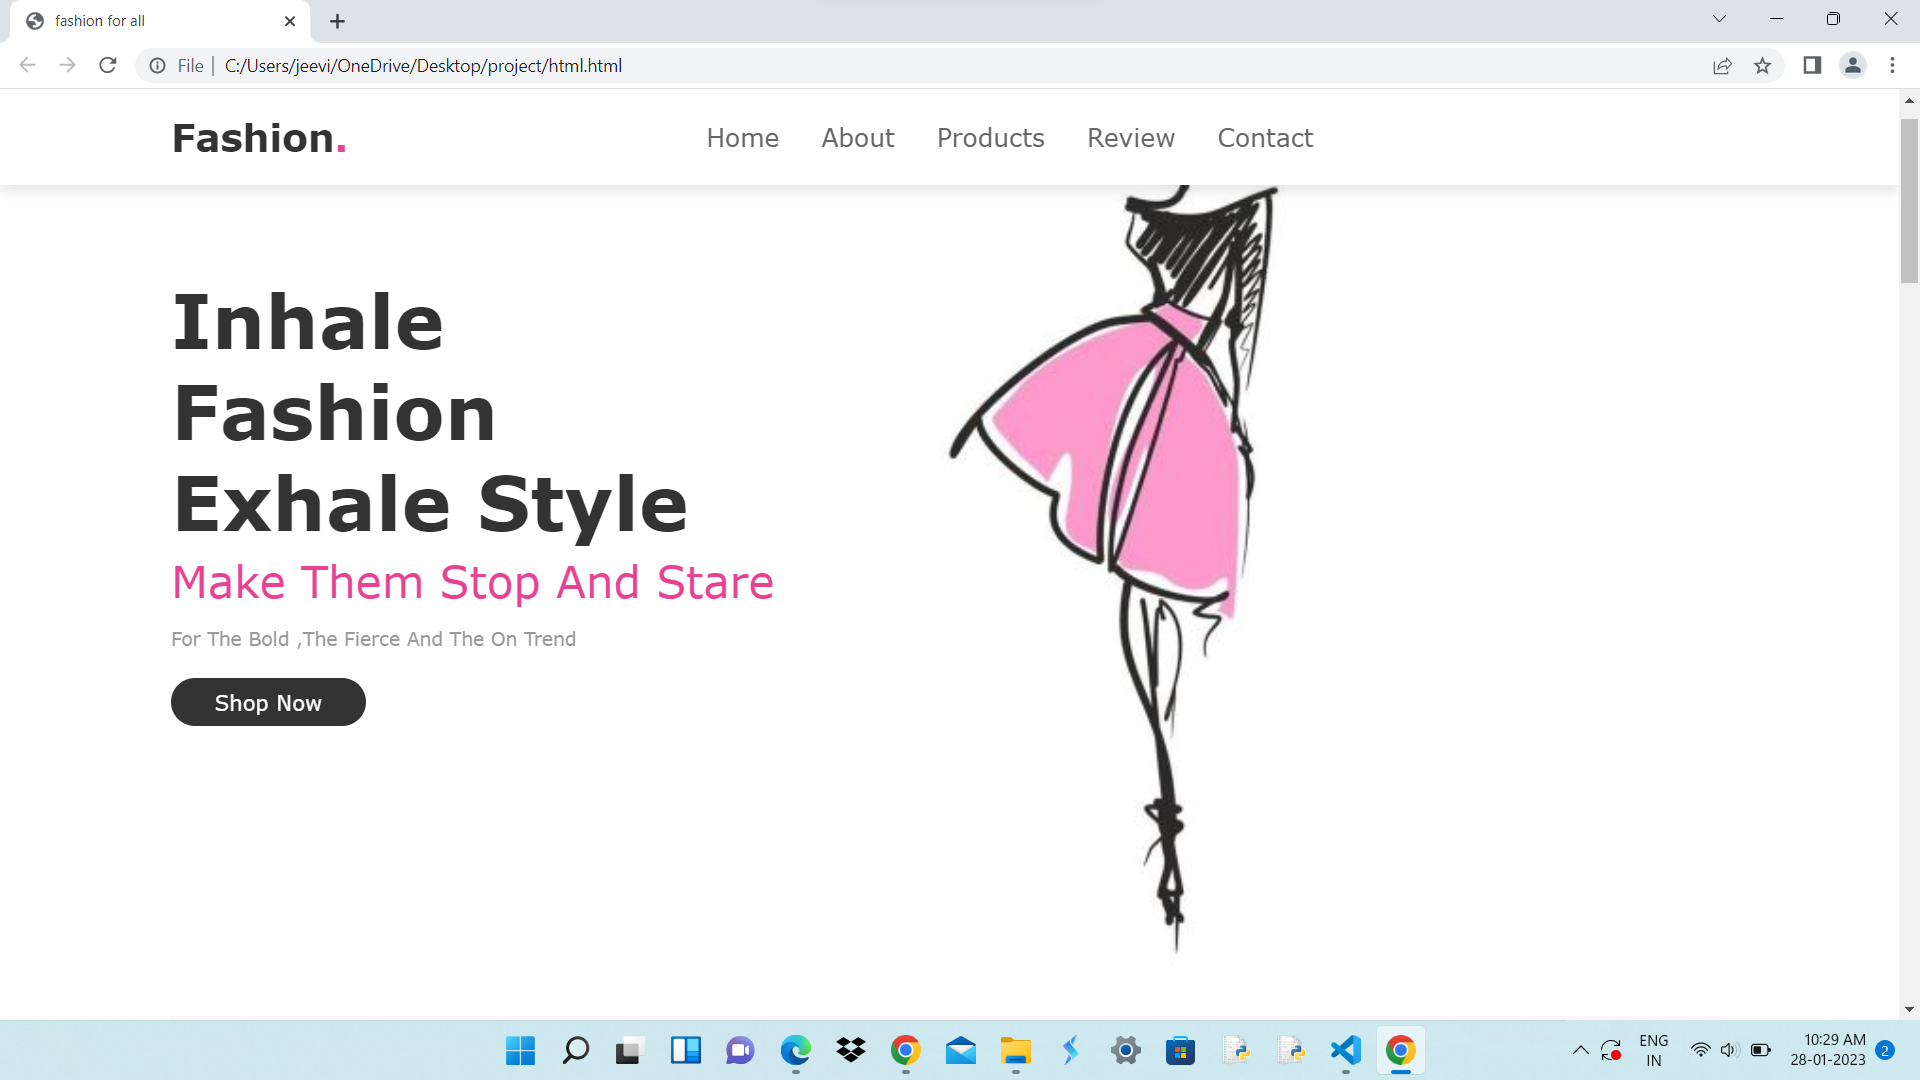 fashion for all
File | C:/Users/jeevi/OneDrive/Desktop/project/html.html
Fashion.
Home About Products Review Contact
Inhale
Fashion
Exhale Style
Make Them Stop And Stare
For The Bold ,The Fierce And The On Trend
Shop Now
ENG
IN
10:29 AM
28-01-2023
2